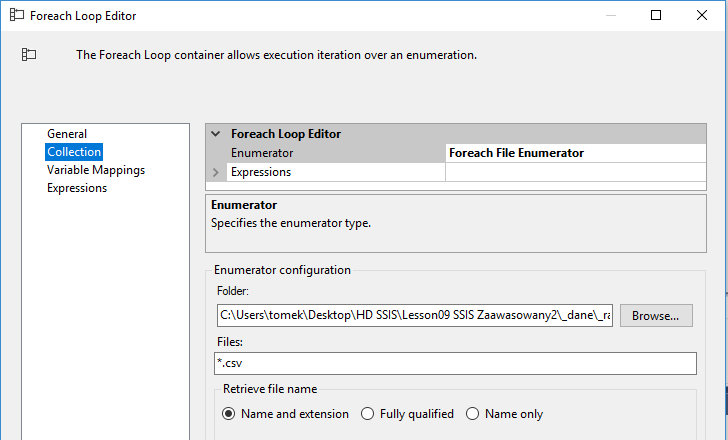 Foreach Loop Editor
The Foreach Loop container allows execution iteration over an enumeration.
General
Collection
Variable Mappings
Expressions
Foreach Loop Editor
Enumerator Foreach File Enumerator
Expressions
Enumerator
Specifies the enumerator type.
Enumerator configuration
Folder:
C:\Users\tomek\Desktop\HD SSIS\Lesson09 SSIS Zaawasowany2\_dane\_ra Browse...
Files:
*.csv
Retrieve file name
Name and extension Fully qualified Name only